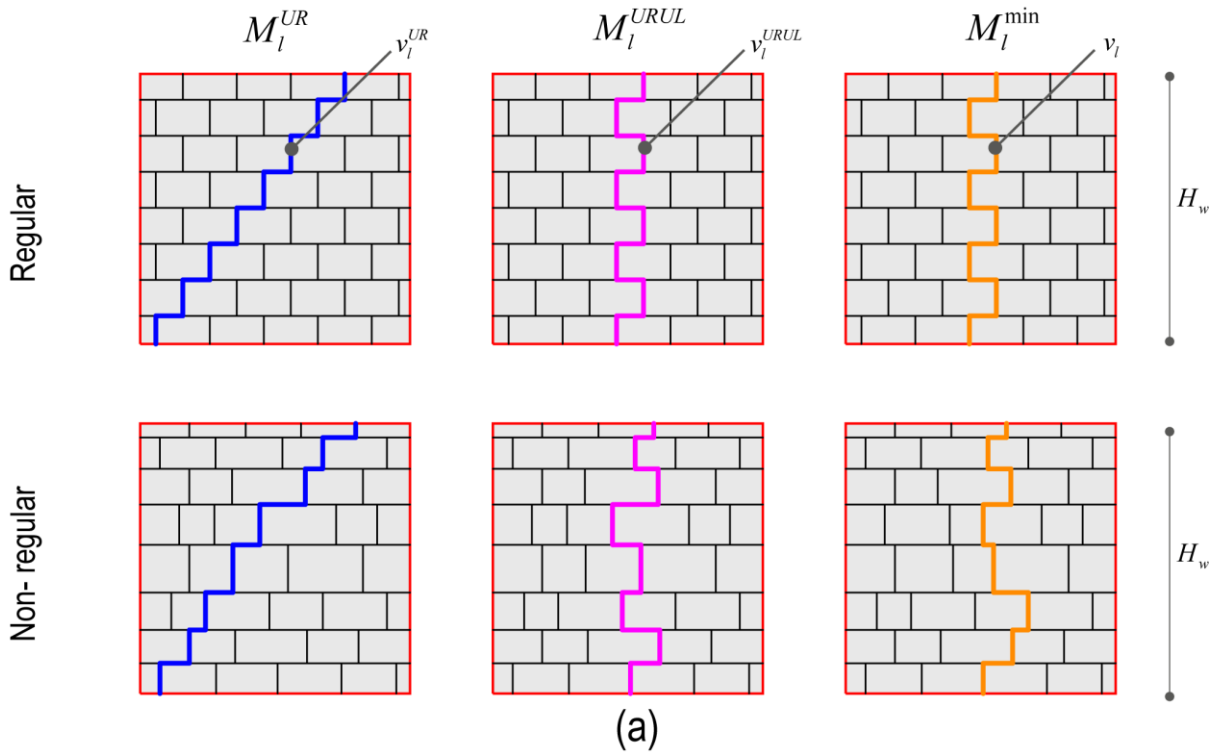 M_l^{UR} M_l^{URUL} M_l^{min}
v_l^{UR} v_l^{URUL} v_l
Regular
H_w
Non- regular
H_w
(a)